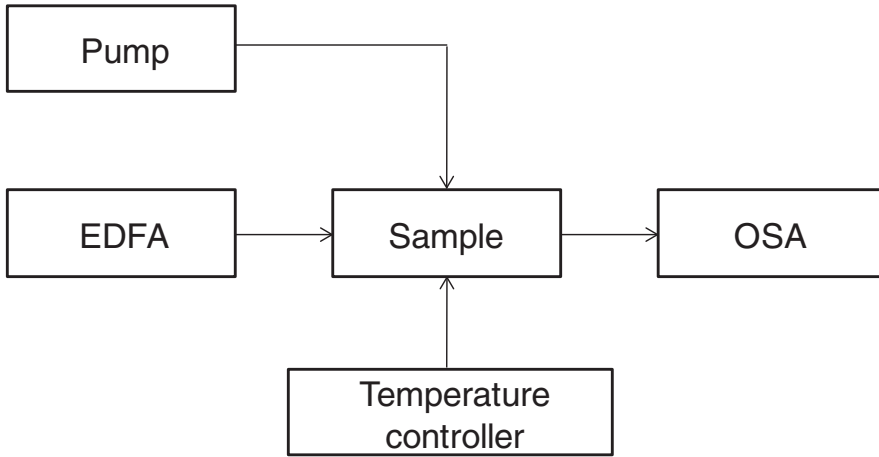 Pump
EDFA
Sample
OSA
Temperature
controller